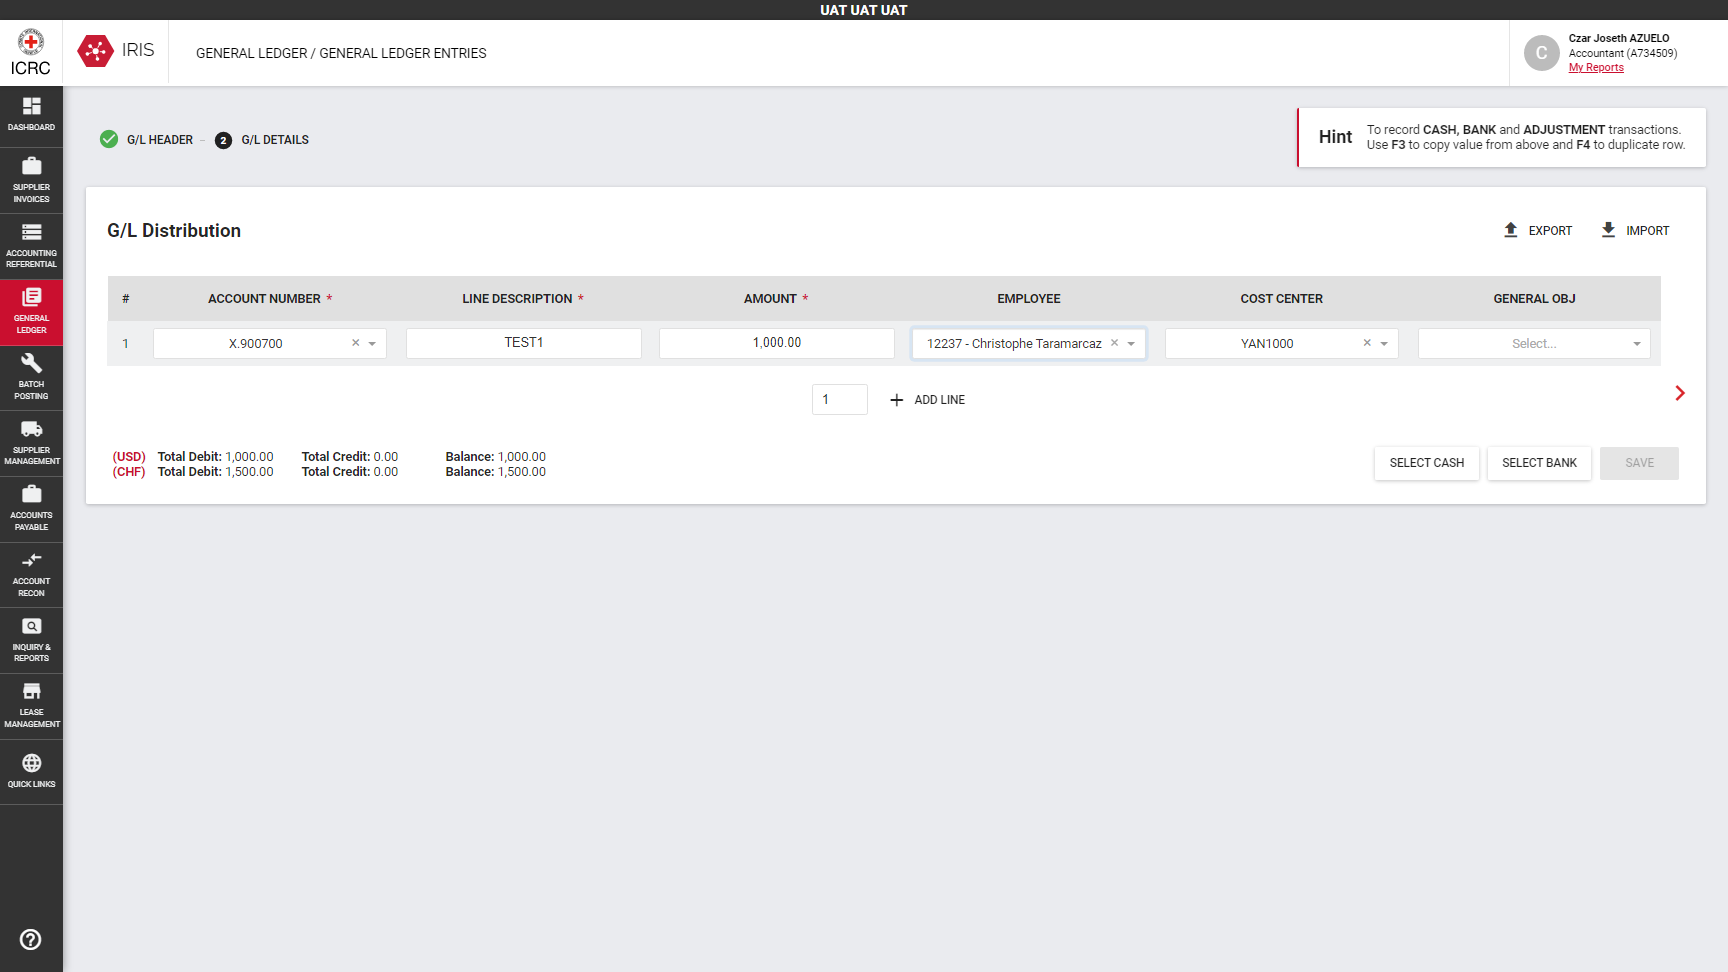 UAT UAT UAT
ICRC
IRIS
GENERAL LEDGER / GENERAL LEDGER ENTRIES
C
Czar Joseth AZUELO
Accountant (A734509)
My Reports
DASHBOARD
SUPPLIER
INVOICES
ACCOUNTING
REFERENTIAL
GENERAL
LEDGER
BATCH
POSTING
SUPPLIER
MANAGEMENT
ACCOUNTS
PAYABLE
ACCOUNT
RECON
INQUIRY &
REPORTS
LEASE
MANAGEMENT
QUICK LINKS
G/L HEADER – 2 G/L DETAILS
Hint
To record CASH, BANK and ADJUSTMENT transactions.
Use F3 to copy value from above and F4 to duplicate row.
G/L Distribution
EXPORT IMPORT
# ACCOUNT NUMBER * LINE DESCRIPTION * AMOUNT * EMPLOYEE COST CENTER GENERAL OBJ
1 X.900700 × TEST1 1,000.00 12237 - Christophe Taramarcaz × YAN1000 × Select...
1 + ADD LINE
(USD) Total Debit: 1,000.00 Total Credit: 0.00 Balance: 1,000.00
(CHF) Total Debit: 1,500.00 Total Credit: 0.00 Balance: 1,500.00
SELECT CASH SELECT BANK SAVE